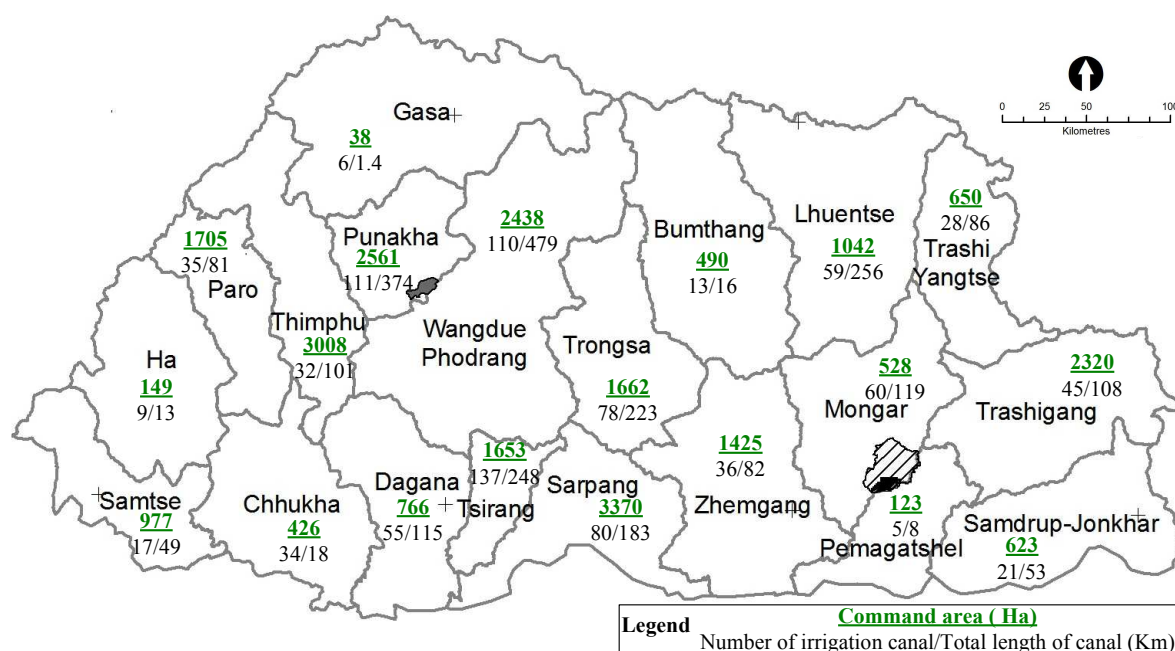 Gasa
38
6/1.4
0 25 50 100
Kilometres
1705
35/81
Paro
Punakha
2561
111/374
2438
110/479
Wangdue
Phodrang
Bumthang
490
13/16
Lhuentse
1042
59/256
650
28/86
Trashi
Yangtse
Thimphu
3008
32/101
Ha
149
9/13
Trongsa
1662
78/223
528
60/119
Mongar
2320
45/108
Trashigang
Samtse
977
17/49
Chhukha
426
34/18
Dagana
766
55/115
1653
137/248
Tsirang
Sarpang
3370
80/183
1425
36/82
Zhemgang
123
5/8
Pemagatshel
Samdrup-Jonkhar
623
21/53
Legend
Command area ( Ha)
Number of irrigation canal/Total length of canal (Km)